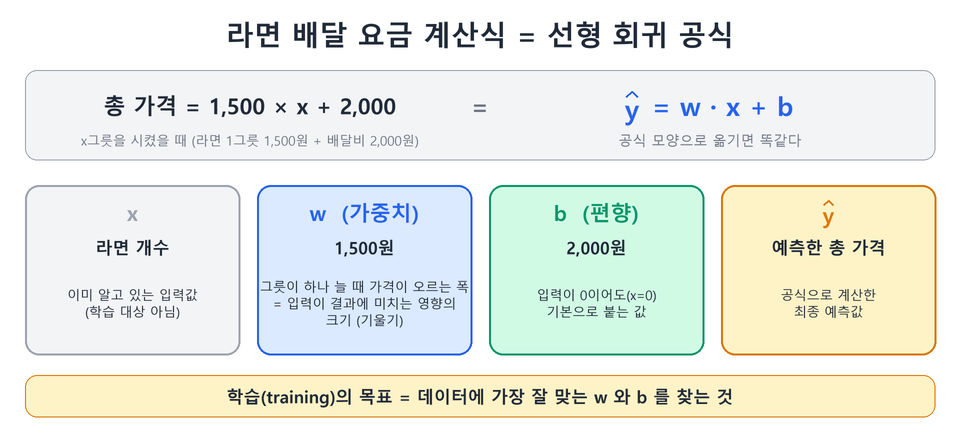 라면 배달 요금 계산식 = 선형 회귀 공식
총 가격 = 1,500 × x + 2,000
=
ŷ = w · x + b
x그릇을 시켰을 때 (라면 1그릇 1,500원 + 배달비 2,000원)
공식 모양으로 옮기면 똑같다
x
라면 개수
이미 알고 있는 입력값
(학습 대상 아님)
w (가중치)
1,500원
그릇이 하나 늘 때 가격이 오르는 폭
= 입력이 결과에 미치는 영향의
크기 (기울기)
b (편향)
2,000원
입력이 0이어도(x=0)
기본으로 붙는 값
ŷ
예측한 총 가격
공식으로 계산한
최종 예측값
학습(training)의 목표 = 데이터에 가장 잘 맞는 w 와 b 를 찾는 것